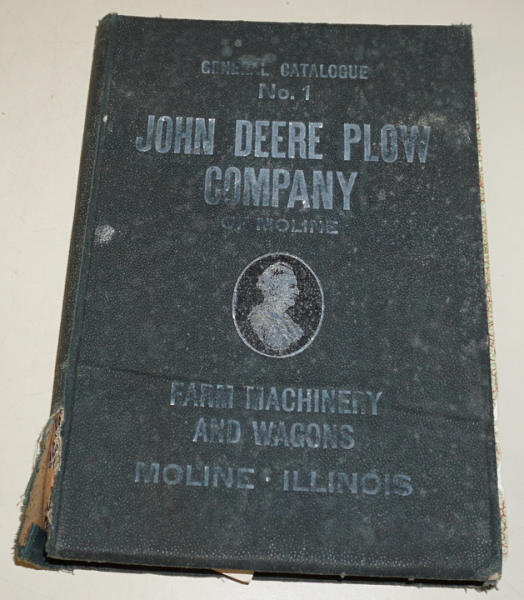 GENERAL CATALOGUE
No. 1
JOHN DEERE PLOW
COMPANY
OF MOLINE
FARM MACHINERY
AND WAGONS
MOLINE · ILLINOIS